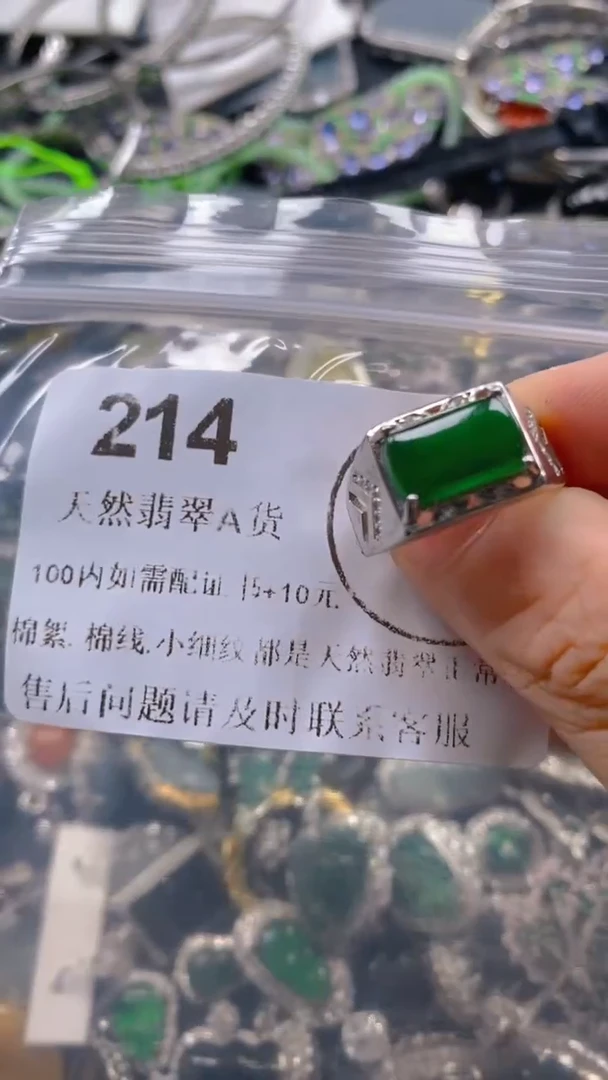 214
天然翡翠A货
100内如需配证 +10元
棉絮.棉线.小细纹都是天然翡翠正常
售后问题请及时联系客服